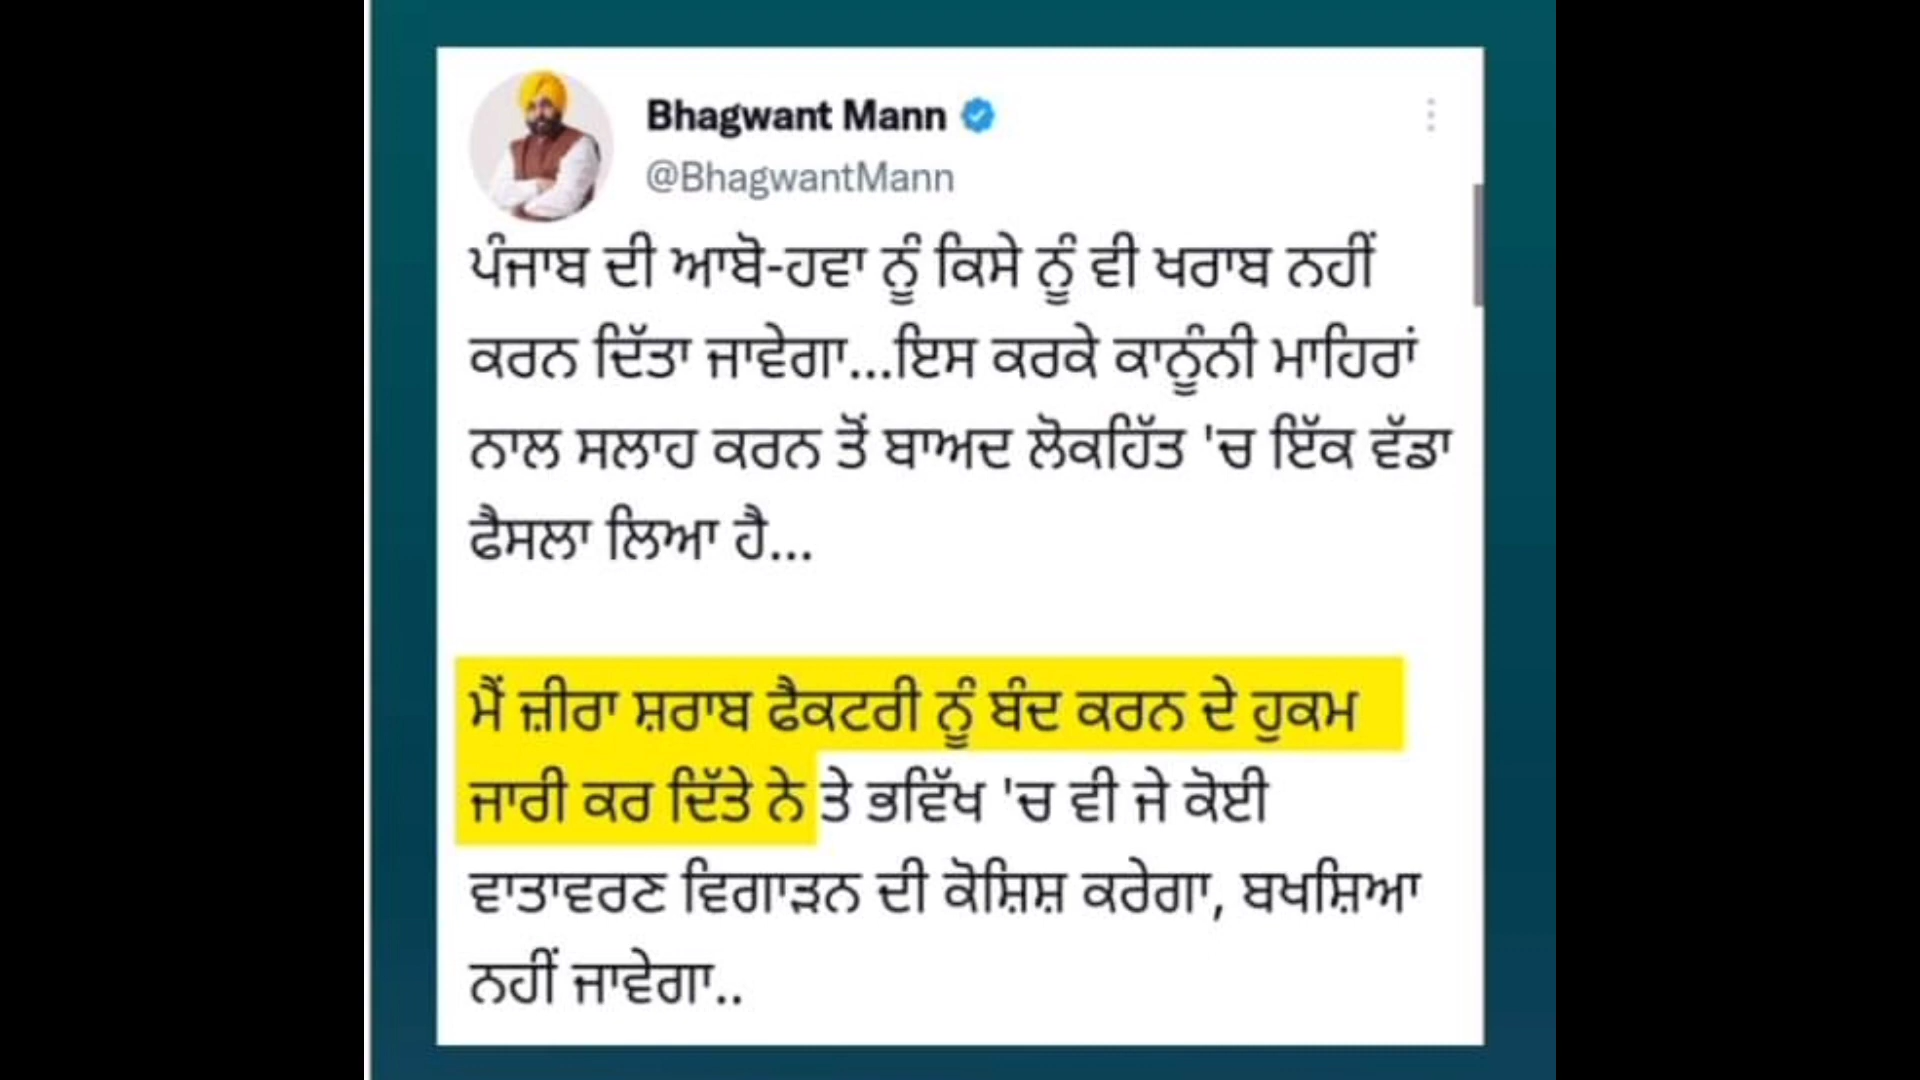 Bhagwant Mann
@BhagwantMann
ਪੰਜਾਬ ਦੀ ਆਬੋ-ਹਵਾ ਨੂੰ ਕਿਸੇ ਨੂੰ ਵੀ ਖਰਾਬ ਨਹੀਂ
ਕਰਨ ਦਿੱਤਾ ਜਾਵੇਗਾ...ਇਸ ਕਰਕੇ ਕਾਨੂੰਨੀ ਮਾਹਿਰਾਂ
ਨਾਲ ਸਲਾਹ ਕਰਨ ਤੋਂ ਬਾਅਦ ਲੋਕਹਿੱਤ 'ਚ ਇੱਕ ਵੱਡਾ
ਫੈਸਲਾ ਲਿਆ ਹੈ...
ਮੈਂ ਜ਼ੀਰਾ ਸ਼ਰਾਬ ਫੈਕਟਰੀ ਨੂੰ ਬੰਦ ਕਰਨ ਦੇ ਹੁਕਮ
ਜਾਰੀ ਕਰ ਦਿੱਤੇ ਨੇ ਤੇ ਭਵਿੱਖ 'ਚ ਵੀ ਜੇ ਕੋਈ
ਵਾਤਾਵਰਣ ਵਿਗਾੜਨ ਦੀ ਕੋਸ਼ਿਸ਼ ਕਰੇਗਾ, ਬਖਸ਼ਿਆ
ਨਹੀਂ ਜਾਵੇਗਾ..